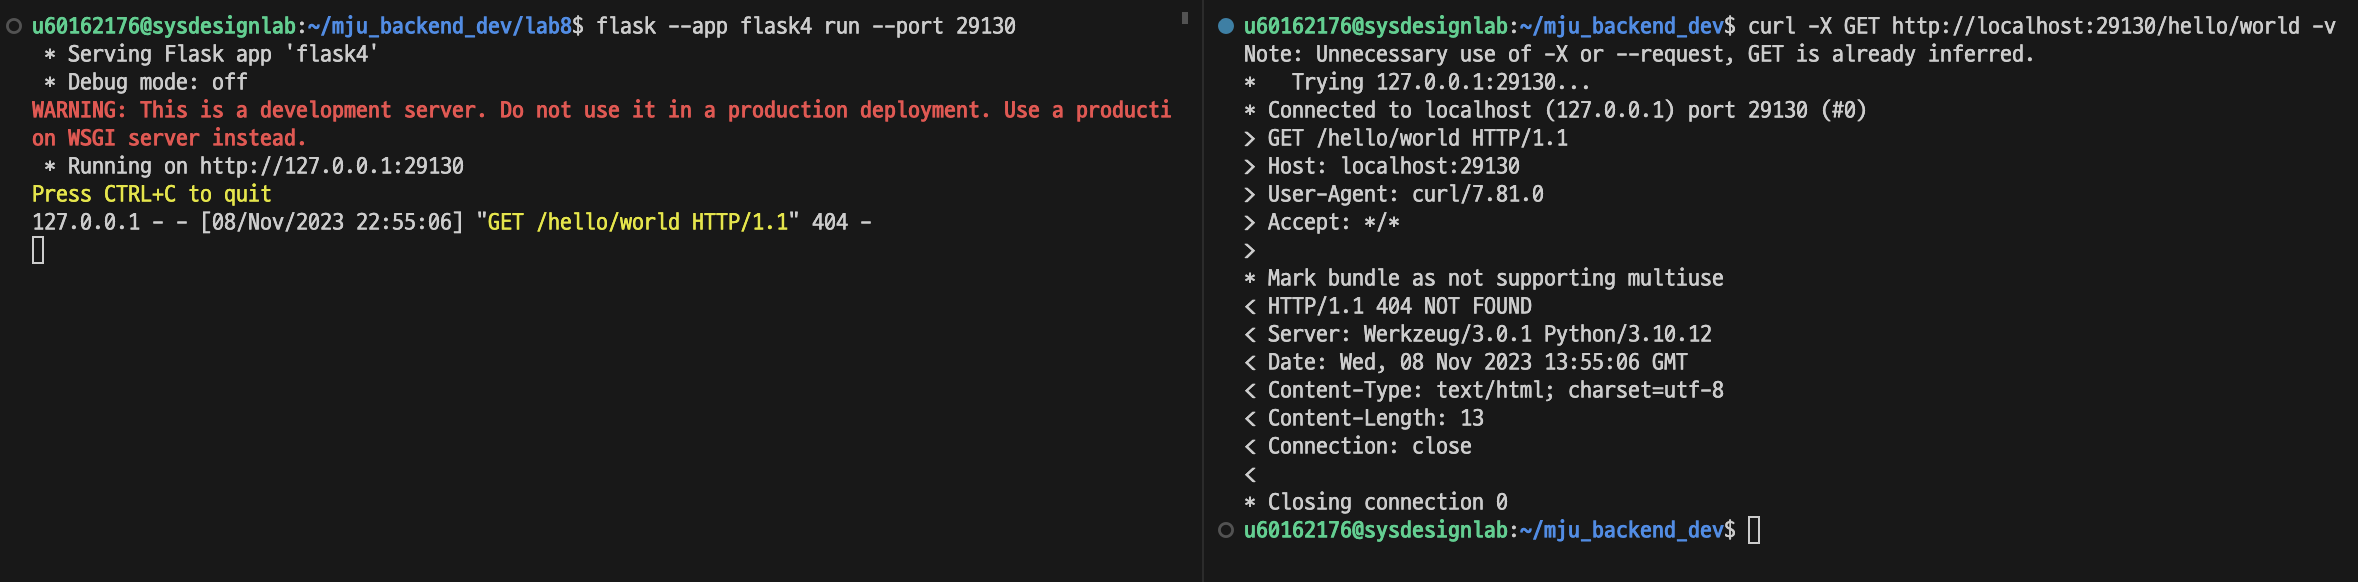 u60162176@sysdesignlab:~/mju_backend_dev/lab8$ flask --app flask4 run --port 29130
 * Serving Flask app 'flask4'
 * Debug mode: off
WARNING: This is a development server. Do not use it in a production deployment. Use a producti
on WSGI server instead.
 * Running on http://127.0.0.1:29130
Press CTRL+C to quit
127.0.0.1 - - [08/Nov/2023 22:55:06] "GET /hello/world HTTP/1.1" 404 -
u60162176@sysdesignlab:~/mju_backend_dev$ curl -X GET http://localhost:29130/hello/world -v
Note: Unnecessary use of -X or --request, GET is already inferred.
*   Trying 127.0.0.1:29130...
* Connected to localhost (127.0.0.1) port 29130 (#0)
> GET /hello/world HTTP/1.1
> Host: localhost:29130
> User-Agent: curl/7.81.0
> Accept: */*
>
* Mark bundle as not supporting multiuse
< HTTP/1.1 404 NOT FOUND
< Server: Werkzeug/3.0.1 Python/3.10.12
< Date: Wed, 08 Nov 2023 13:55:06 GMT
< Content-Type: text/html; charset=utf-8
< Content-Length: 13
< Connection: close
<
* Closing connection 0
u60162176@sysdesignlab:~/mju_backend_dev$